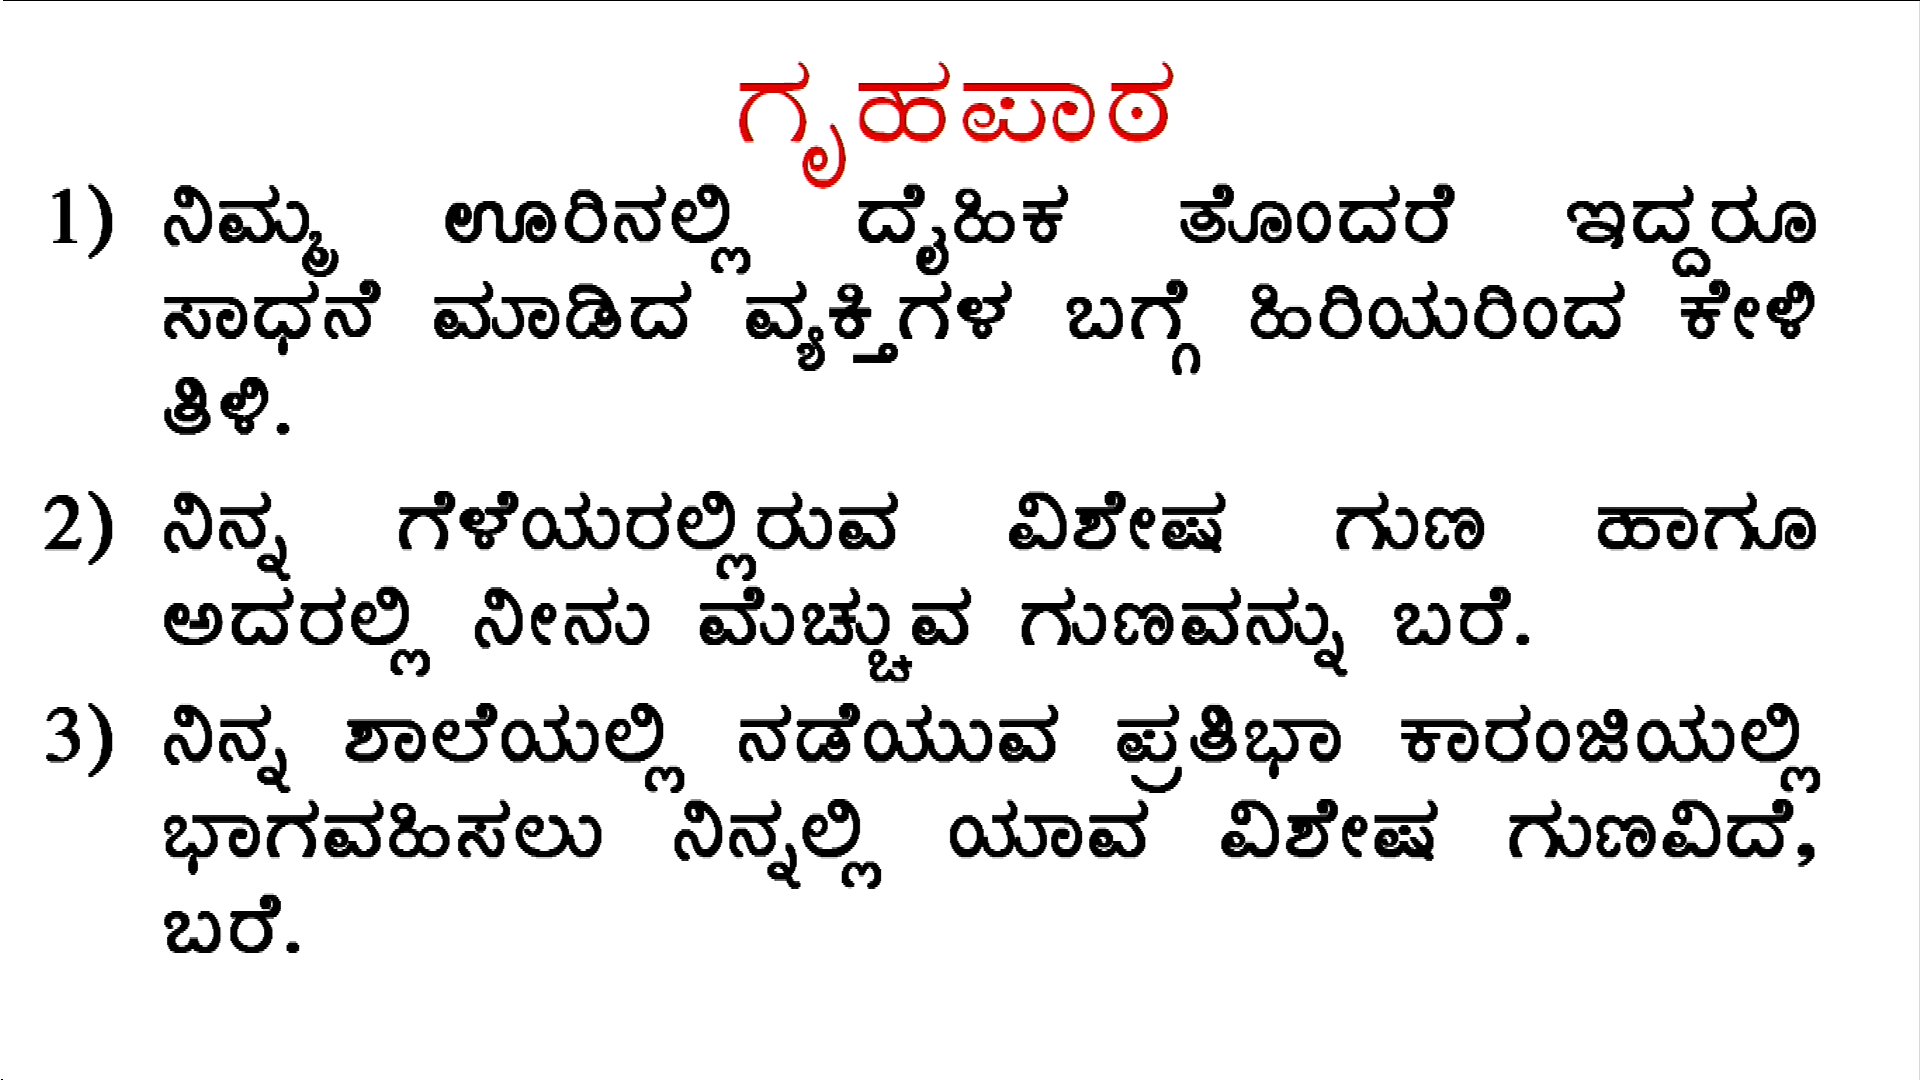 ಗೃಹಪಾಠ
1) ನಿಮ್ಮ ಊರಿನಲ್ಲಿ ದೈಹಿಕ ತೊಂದರೆ ಇದ್ದರೂ
ಸಾಧನೆ ಮಾಡಿದ ವ್ಯಕ್ತಿಗಳ ಬಗ್ಗೆ ಹಿರಿಯರಿಂದ ಕೇಳಿ
ತಿಳಿ.
2) ನಿನ್ನ ಗೆಳೆಯರಲ್ಲಿರುವ ವಿಶೇಷ ಗುಣ ಹಾಗೂ
ಅದರಲ್ಲಿ ನೀನು ಮೆಚ್ಚುವ ಗುಣವನ್ನು ಬರೆ.
3) ನಿನ್ನ ಶಾಲೆಯಲ್ಲಿ ನಡೆಯುವ ಪ್ರತಿಭಾ ಕಾರಂಜಿಯಲ್ಲಿ
ಭಾಗವಹಿಸಲು ನಿನ್ನಲ್ಲಿ ಯಾವ ವಿಶೇಷ ಗುಣವಿದೆ,
ಬರೆ.